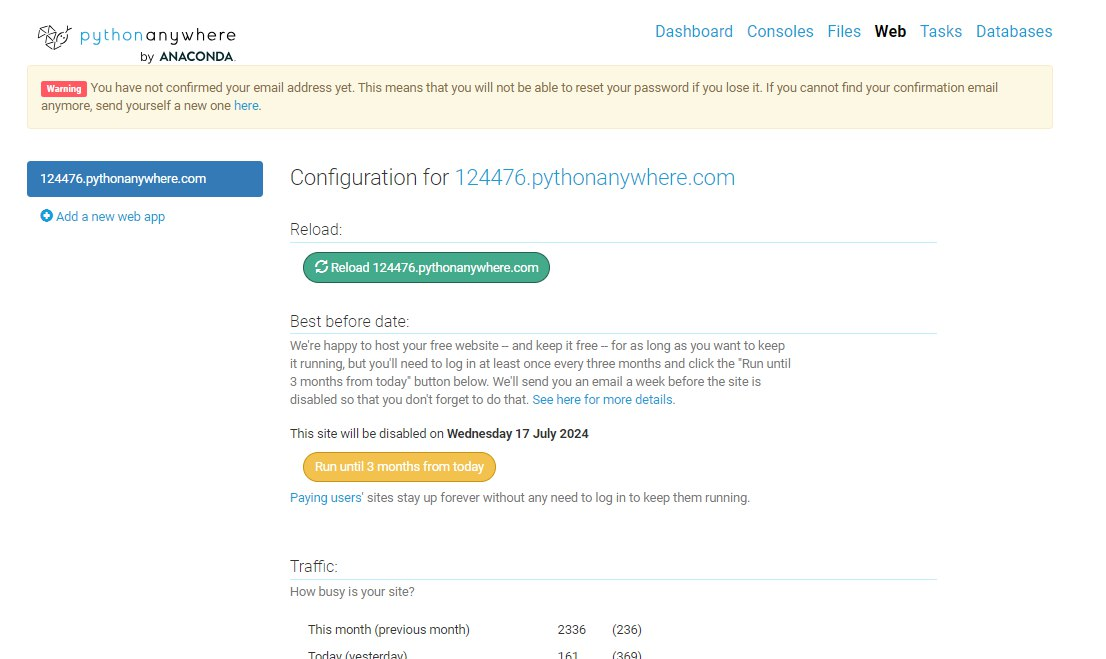 pythonanywhere
by ANACONDA.
Dashboard Consoles Files Web Tasks Databases
Warning You have not confirmed your email address yet. This means that you will not be able to reset your password if you lose it. If you cannot find your confirmation email
anymore, send yourself a new one here.
124476.pythonanywhere.com
Add a new web app
Configuration for 124476.pythonanywhere.com
Reload:
Reload 124476.pythonanywhere.com
Best before date:
We're happy to host your free website -- and keep it free -- for as long as you want to keep
it running, but you'll need to log in at least once every three months and click the "Run until
3 months from today" button below. We'll send you an email a week before the site is
disabled so that you don't forget to do that. See here for more details.
This site will be disabled on Wednesday 17 July 2024
Run until 3 months from today
Paying users' sites stay up forever without any need to log in to keep them running.
Traffic:
How busy is your site?
This month (previous month) 2336 (236)
Today (yesterday) 161 (369)